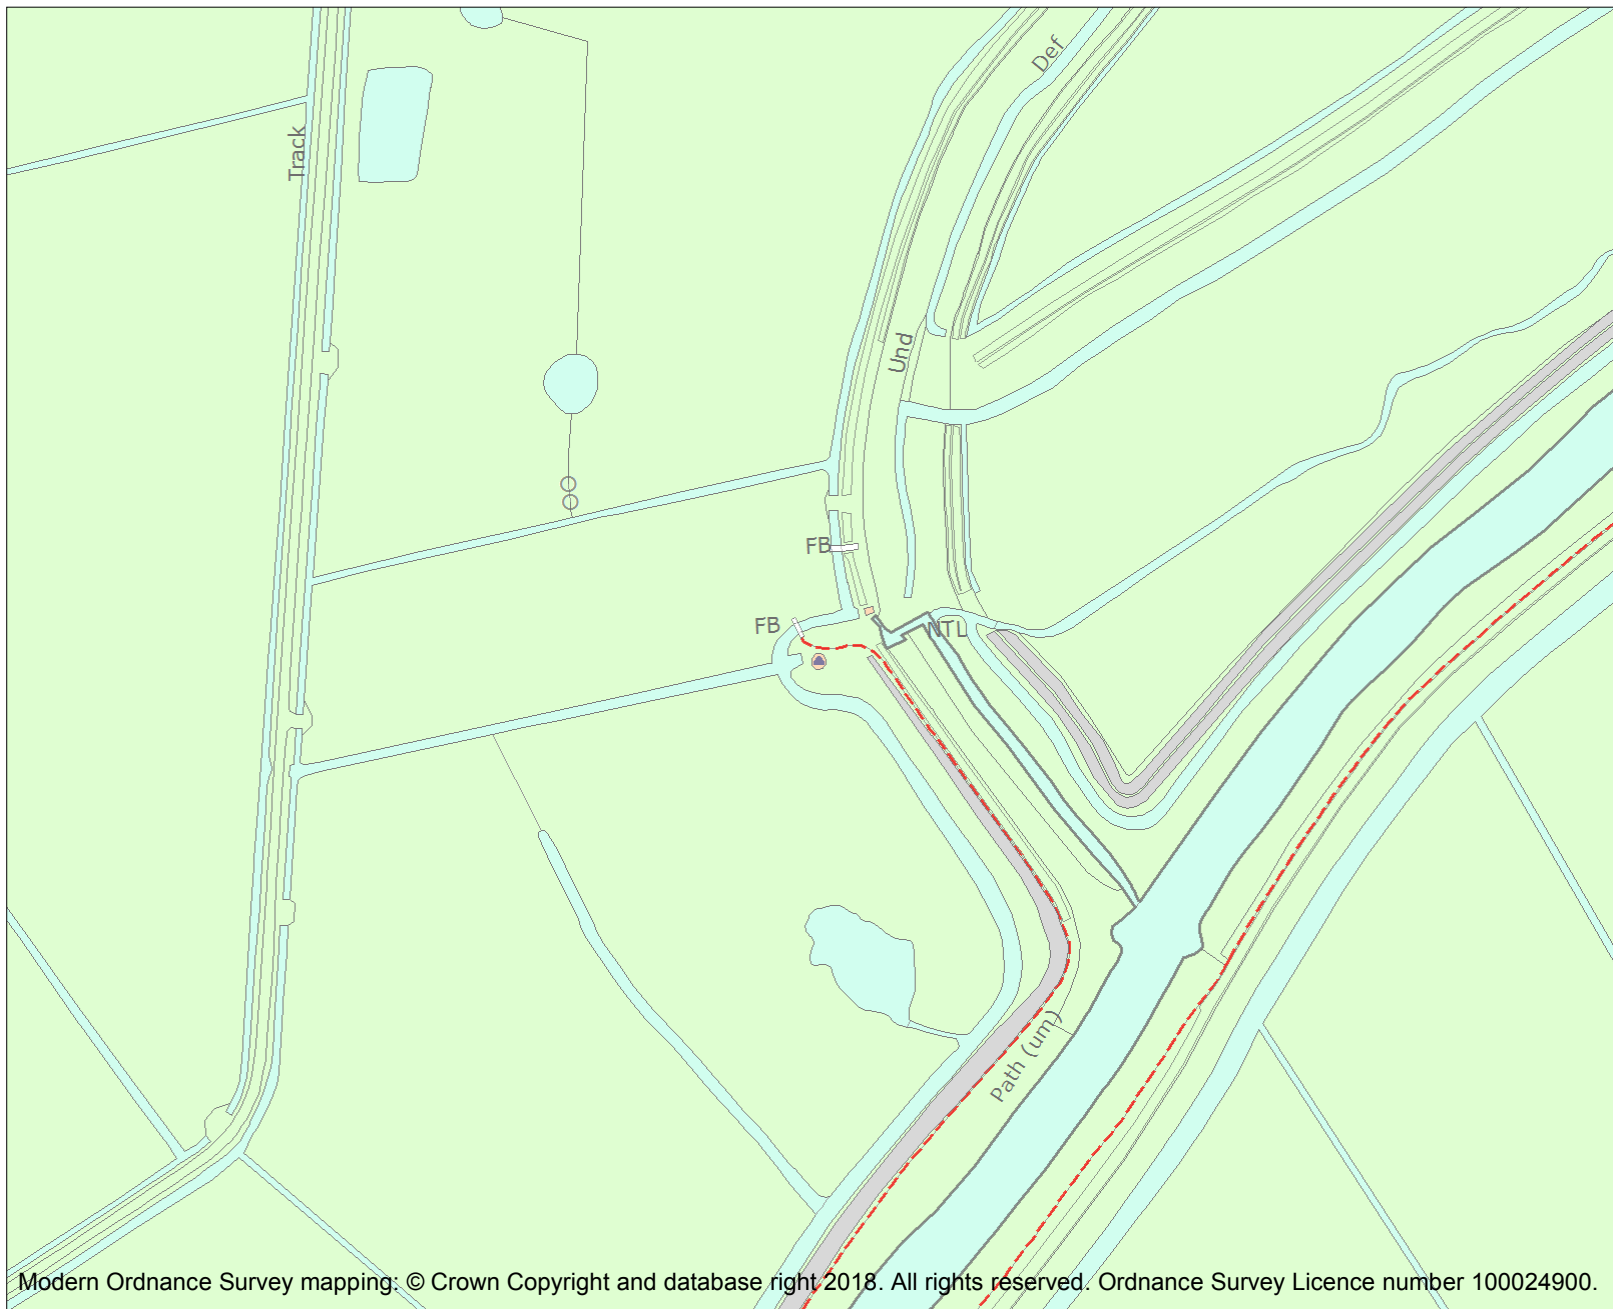 Def
Track
Und
FB
FB
NTL
Path (um)
Modern Ordnance Survey mapping: © Crown Copyright and database right 2018. All rights reserved. Ordnance Survey Licence number 100024900.